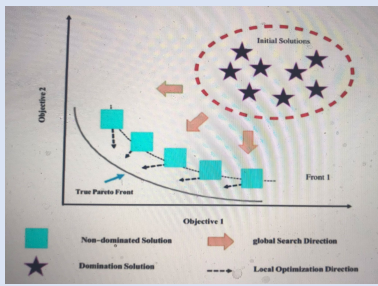 Initial Solutions
Objective 2
Front 1
True Pareto Front
Objective 1
Non-dominated Solution
global Search Direction
Domination Solution
Local Optimization Direction